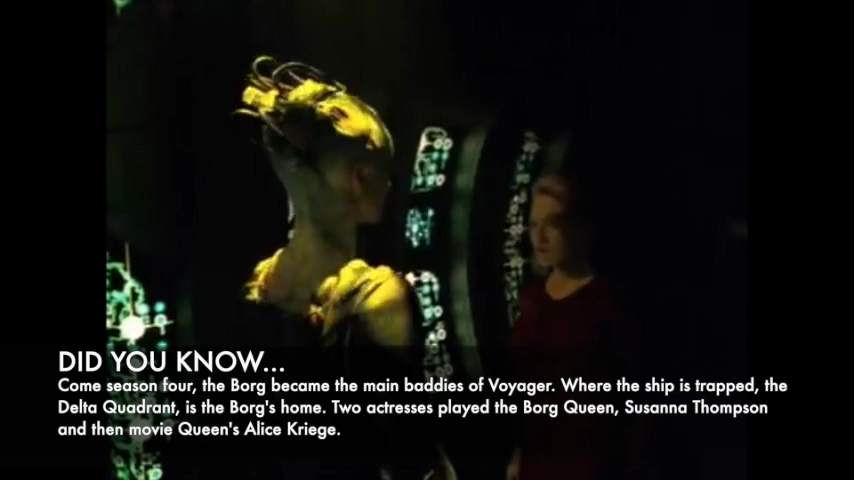 DID YOU KNOW...
Come season four, the Borg became the main baddies of Voyager. Where the ship is trapped, the
Delta Quadrant, is the Borg's home. Two actresses played the Borg Queen, Susanna Thompson
and then movie Queen's Alice Kriege.